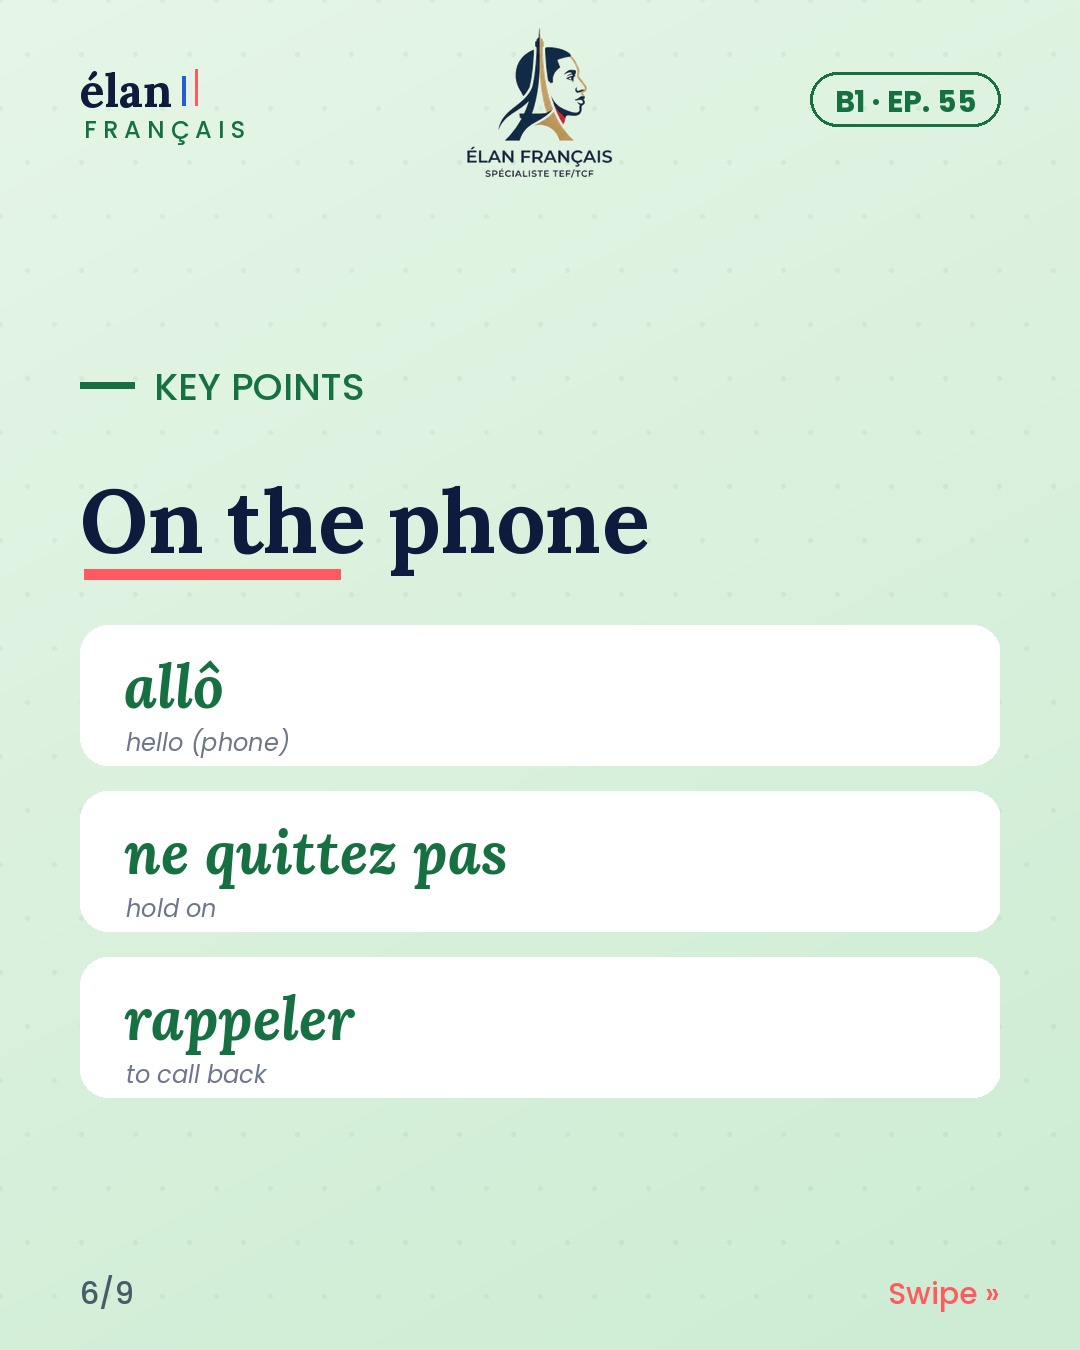 élan
FRANÇAIS
ÉLAN FRANÇAIS
SPÉCIALISTE TEF/TCF
B1 · EP. 55
KEY POINTS
On the phone
allô
hello (phone)
ne quittez pas
hold on
rappeler
to call back
6/9
Swipe »